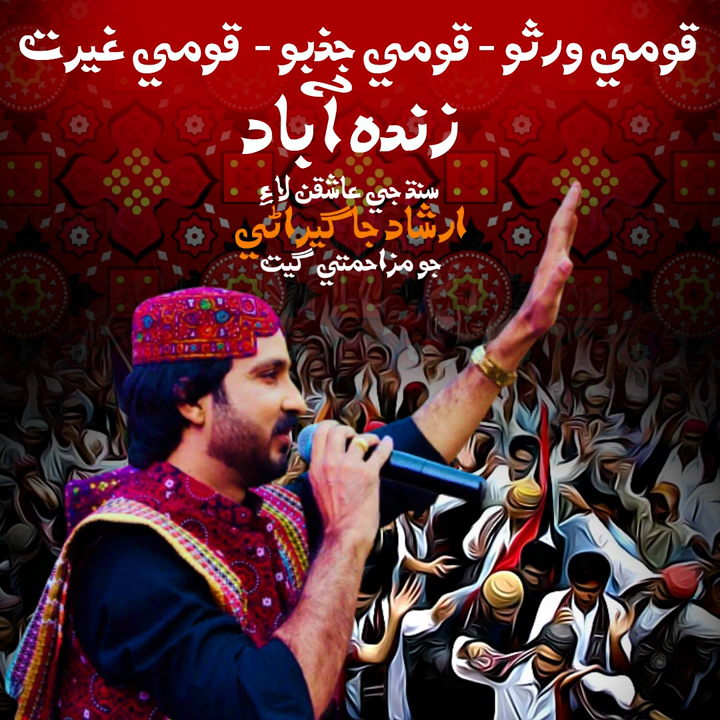 قومي ورثو - قومي جذبو - قومي غيرت
زنده آباد
سنڌ جي عاشقن لاءِ
ارشاد جاگيراڻي
جو مزاحمتي گيت